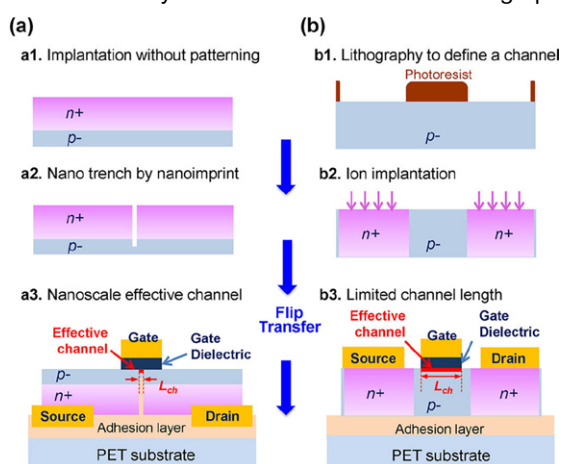 (a)
a1. Implantation without patterning
n+
p-
a2. Nano trench by nanoimprint
n+
p-
a3. Nanoscale effective channel
Effective channel
Gate
Gate Dielectric
p-
L_ch
n+
Source
Drain
Adhesion layer
PET substrate
Flip Transfer
(b)
b1. Lithography to define a channel
Photoresist
p-
b2. Ion implantation
n+
p-
n+
b3. Limited channel length
Effective channel
Gate
Gate Dielectric
Source
Drain
L_ch
n+
p-
n+
Adhesion layer
PET substrate